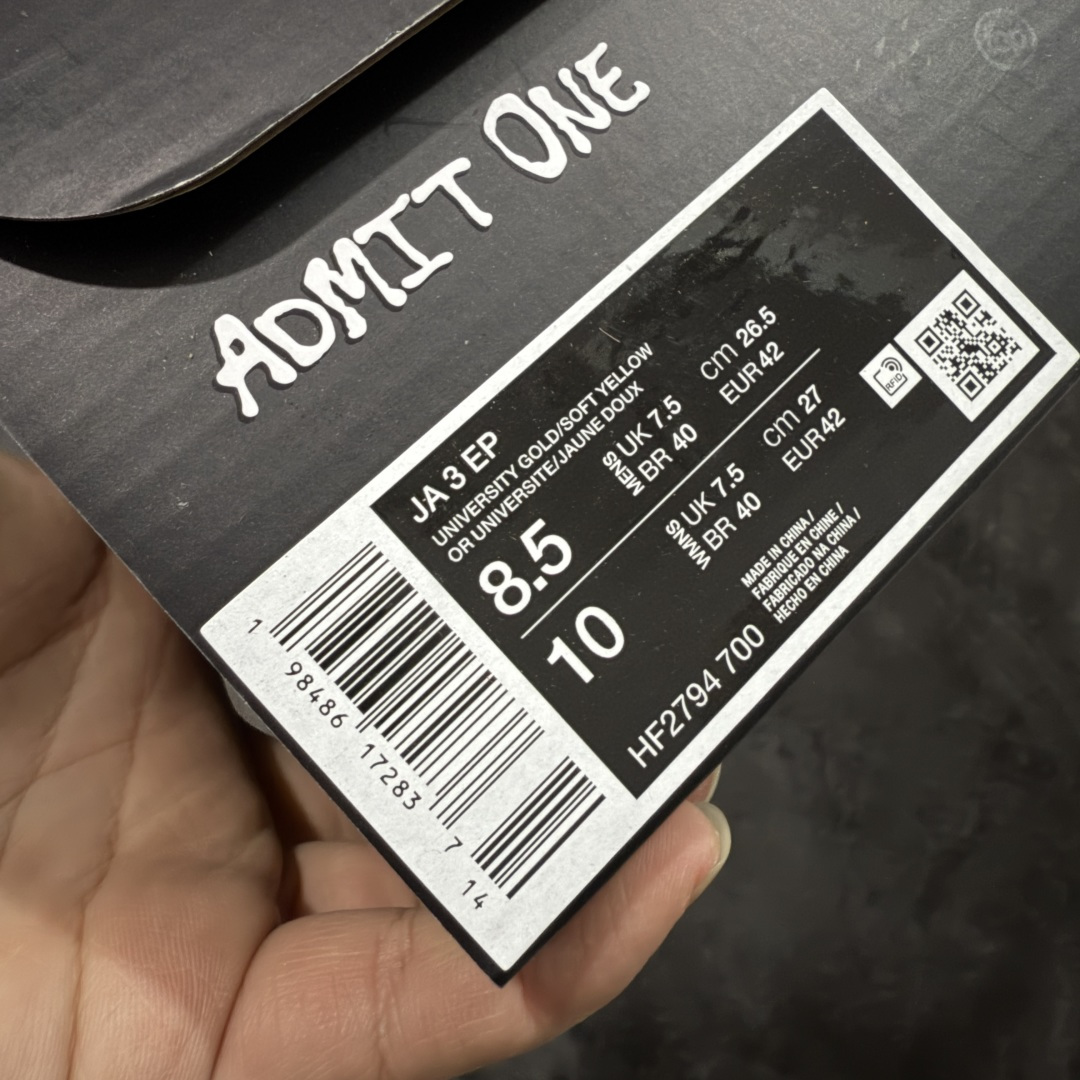 ADMIT ONE
JA 3 EP
UNIVERSITY GOLD/SOFT YELLOW
OR UNIVERSITE/JAUNE DOUX
8.5
MENS UK 7.5 cm 26.5
BR 40 EUR 42
10
WMNS UK 7.5 cm 27
BR 40 EUR 42
MADE IN CHINA /
FABRIQUE EN CHINE /
FABRICADO NA CHINA /
HECHO EN CHINA
HF2794 700
RFID
1 98486 17283 7 14